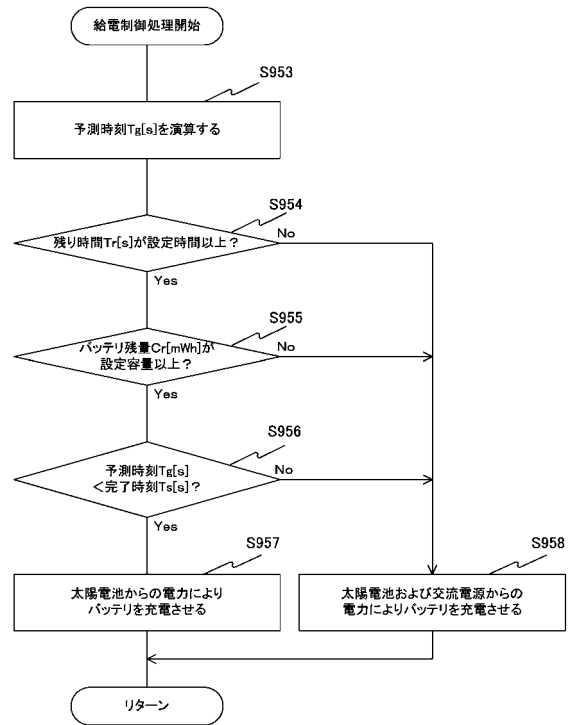 給電制御処理開始
S953
予測時刻Tg[s]を演算する
S954
残り時間Tr[s]が設定時間以上?
No
Yes
S955
バッテリ残量Cr[mWh]が
設定容量以上?
No
Yes
S956
予測時刻Tg[s]
<完了時刻Ts[s]?
No
Yes
S957
太陽電池からの電力により
バッテリを充電させる
S958
太陽電池および交流電源からの
電力によりバッテリを充電させる
リターン